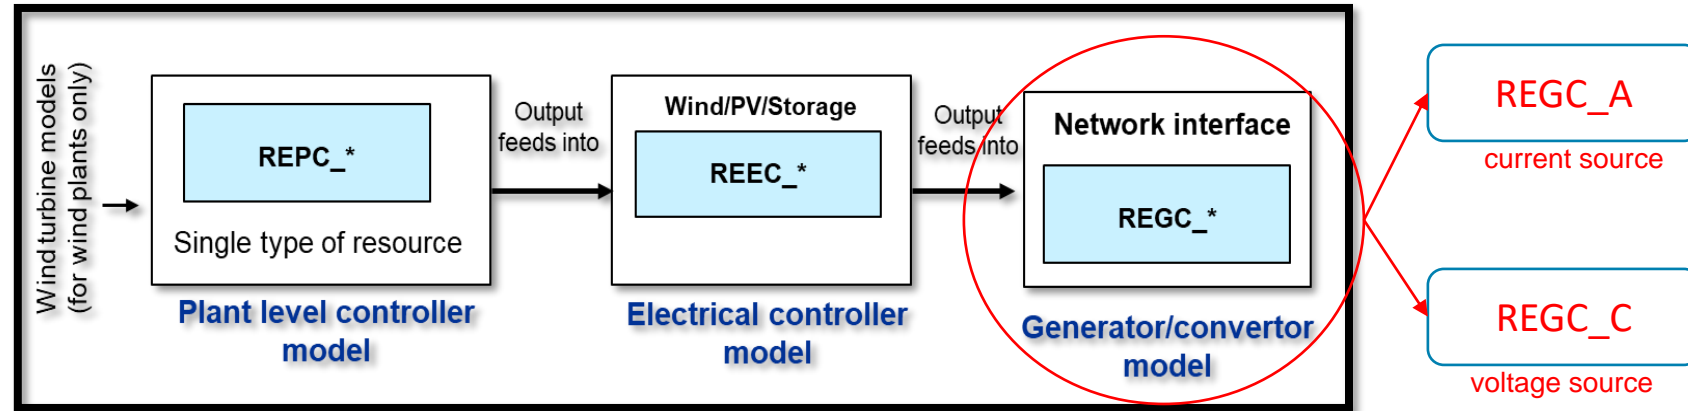 Wind turbine models
(for wind plants only)
REPC_*
Single type of resource
Plant level controller
model
Output
feeds into
Wind/PV/Storage
REEC_*
Electrical controller
model
Output
feeds into
Network interface
REGC_*
Generator/convertor
model
REGC_A
current source
REGC_C
voltage source